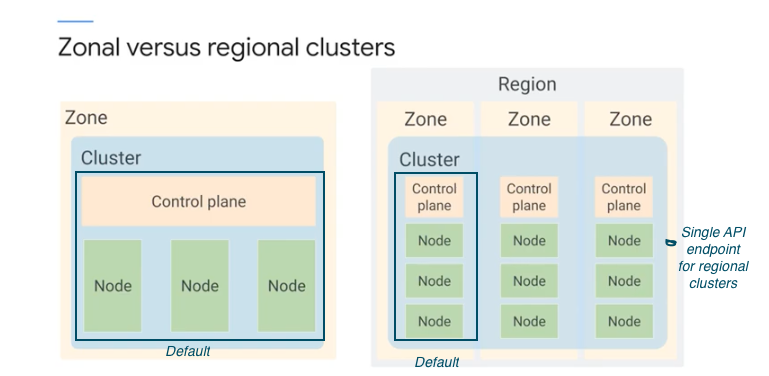 Zonal versus regional clusters
Zone
Cluster
Control plane
Node Node Node
Default
Region
Zone Zone Zone
Cluster
Control plane
Control plane
Control plane
Node Node Node
Node Node Node
Node Node Node
Default
Single API
endpoint
for regional
clusters